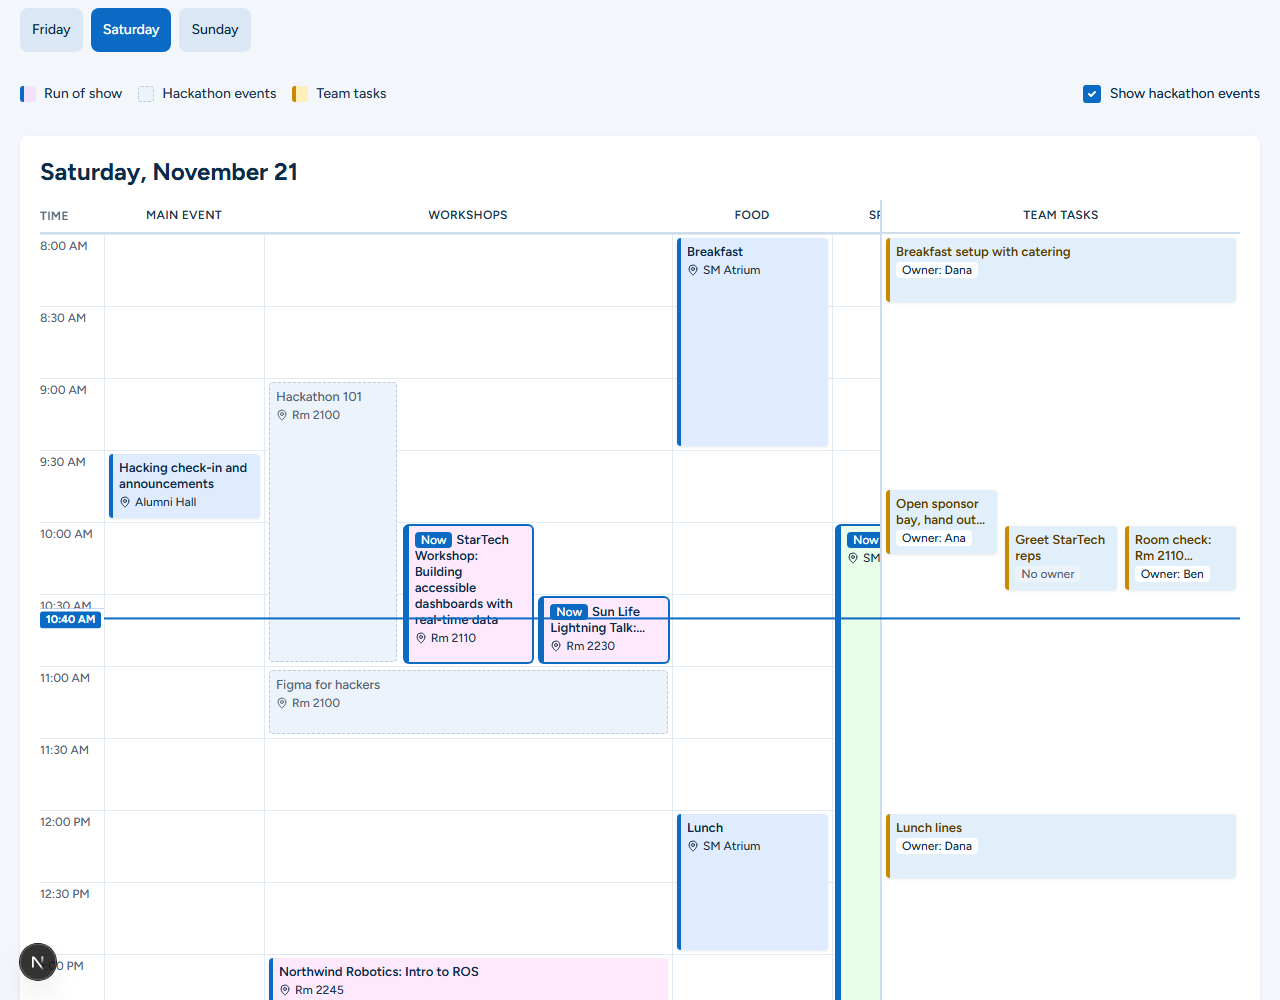 Friday
Saturday
Sunday
Run of show
Hackathon events
Team tasks
Show hackathon events
Saturday, November 21
TIME
MAIN EVENT
WORKSHOPS
FOOD
TEAM TASKS
8:00 AM
Breakfast
SM Atrium
Breakfast setup with catering
Owner: Dana
8:30 AM
9:00 AM
Hackathon 101
Rm 2100
9:30 AM
Hacking check-in and
announcements
Alumni Hall
Open sponsor
bay, hand out...
Owner: Ana
10:00 AM
Now StarTech
Workshop:
Building
accessible
dashboards with
real-time data
Rm 2110
Now
SM
Greet StarTech
reps
No owner
Room check:
Rm 2110...
Owner: Ben
10:30 AM
10:40 AM
Now Sun Life
Lightning Talk:...
Rm 2230
11:00 AM
Figma for hackers
Rm 2100
11:30 AM
12:00 PM
Lunch
SM Atrium
Lunch lines
Owner: Dana
12:30 PM
N
:00 PM
Northwind Robotics: Intro to ROS
Rm 2245